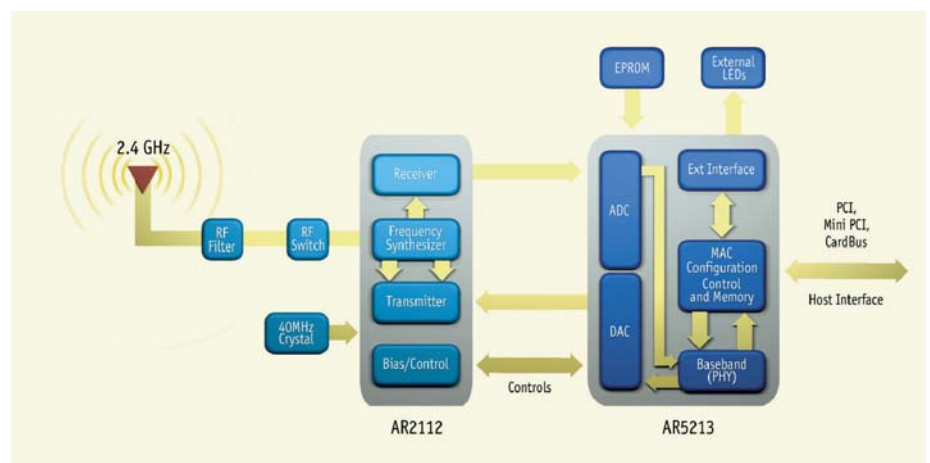 2.4 GHz
RF
Filter
RF
Switch
40MHz
Crystal
Receiver
Frequency
Synthesizer
Transmitter
Bias/Control
AR2112
Controls
EPROM
External
LEDs
ADC
DAC
Ext Interface
MAC
Configuration
Control
and Memory
Baseband
(PHY)
AR5213
PCI,
Mini PCI,
CardBus
Host Interface